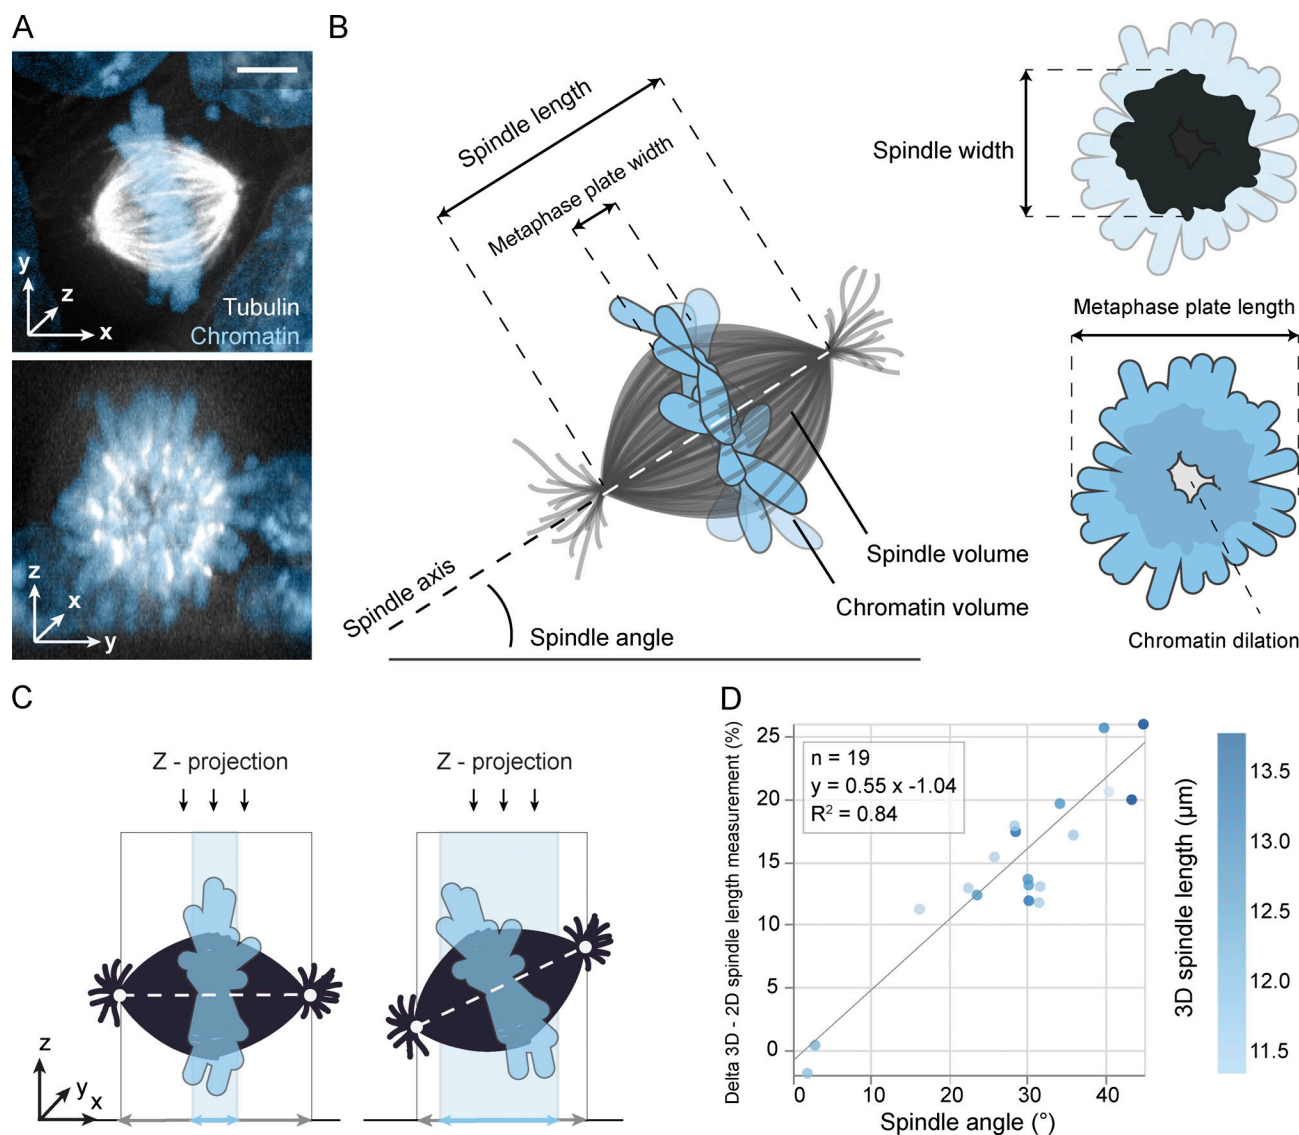 A
y
z
x
Tubulin
Chromatin
z
x
y
B
Spindle length
Metaphase plate width
Spindle axis
Spindle angle
Spindle volume
Chromatin volume
Spindle width
Metaphase plate length
Chromatin dilation
C
Z - projection
Z - projection
z
y
x
D
Delta 3D - 2D spindle length measurement (%)
25
20
15
10
5
0
n = 19
y = 0.55 x -1.04
R² = 0.84
0
10
20
30
40
Spindle angle (°)
3D spindle length (µm)
13.5
13.0
12.5
12.0
11.5